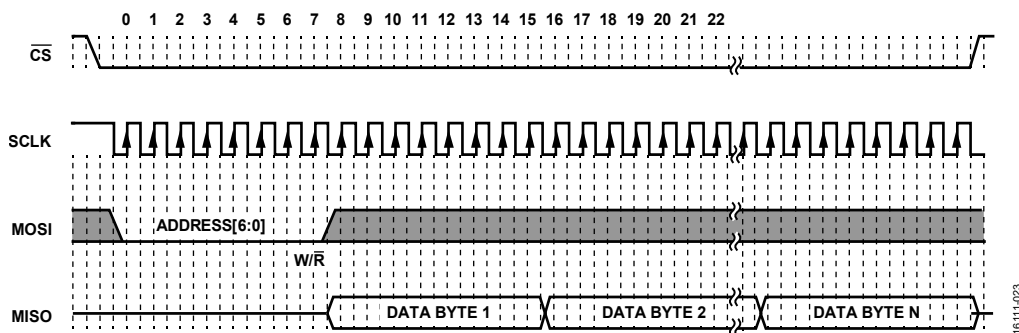 0 1 2 3 4 5 6 7 8 9 10 11 12 13 14 15 16 17 18 19 20 21 22
C̅S̅
SCLK
MOSI
ADDRESS[6:0]
W/R̅
MISO
DATA BYTE 1
DATA BYTE 2
DATA BYTE N
16111-023